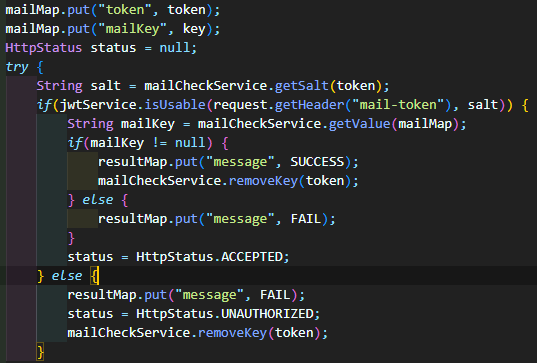 mailMap.put("token", token);
mailMap.put("mailKey", key);
HttpStatus status = null;
try {
    String salt = mailCheckService.getSalt(token);
    if(jwtService.isUsable(request.getHeader("mail-token"), salt)) {
        String mailKey = mailCheckService.getValue(mailMap);
        if(mailKey != null) {
            resultMap.put("message", SUCCESS);
            mailCheckService.removeKey(token);
        } else {
            resultMap.put("message", FAIL);
        }
        status = HttpStatus.ACCEPTED;
    } else {
        resultMap.put("message", FAIL);
        status = HttpStatus.UNAUTHORIZED;
        mailCheckService.removeKey(token);
    }